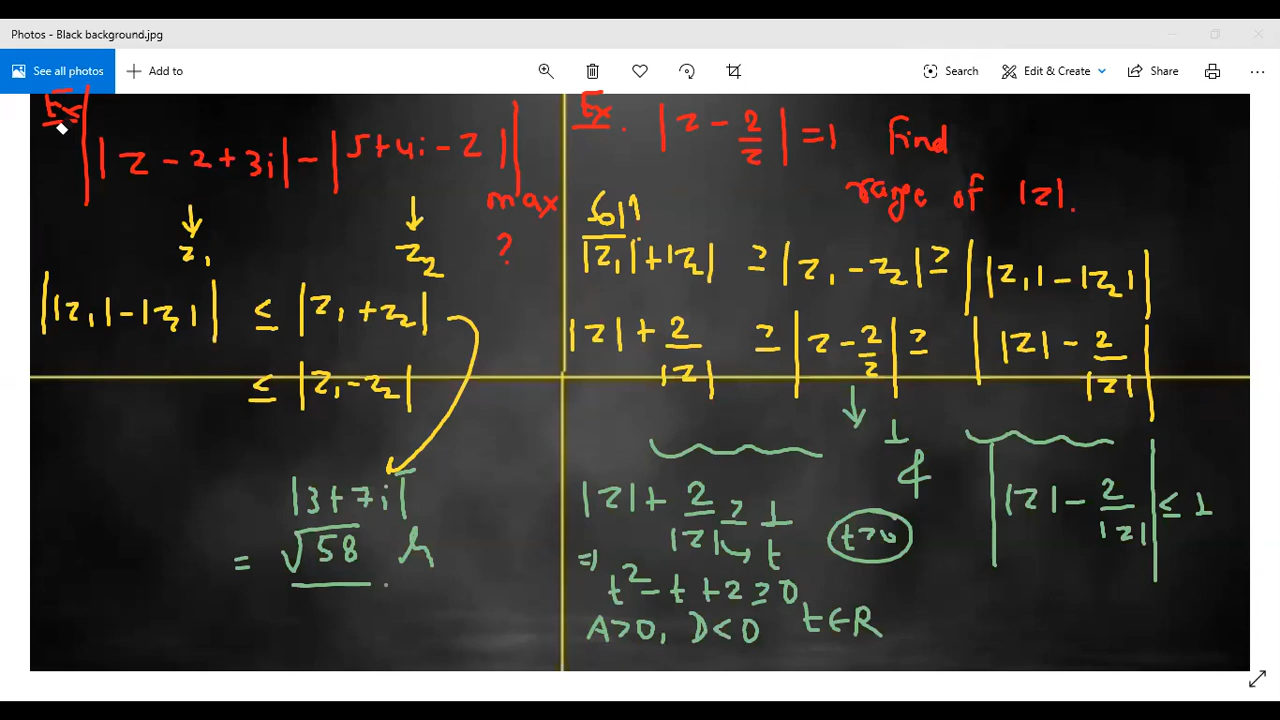 Photos - Black background.jpg
See all photos
Add to
Search
Edit & Create
Share
Ex
||z - 2 + 3i| - |5 + 4i - z||
max
?
↓ ↓
z₁ z₂
||z₁| - |z₂|| ≤ |z₁ + z₂|
≤ |z₁ - z₂|
|3 + 7i|
= √58
Ex. |z - 2/z| = 1 Find
range of |z|.
Solⁿ
|z₁| + |z₂| ≥ |z₁ - z₂| ≥ ||z₁| - |z₂||
|z| + 2/|z| ≥ |z - 2/z| ≥ ||z| - 2/|z||
↓ 1
&
|z| + 2/|z| ≥ 1
↳ t
t>0
||z| - 2/|z|| ≤ 1
⇒ t² - t + 2 ≥ 0
A>0, D<0 t∈R